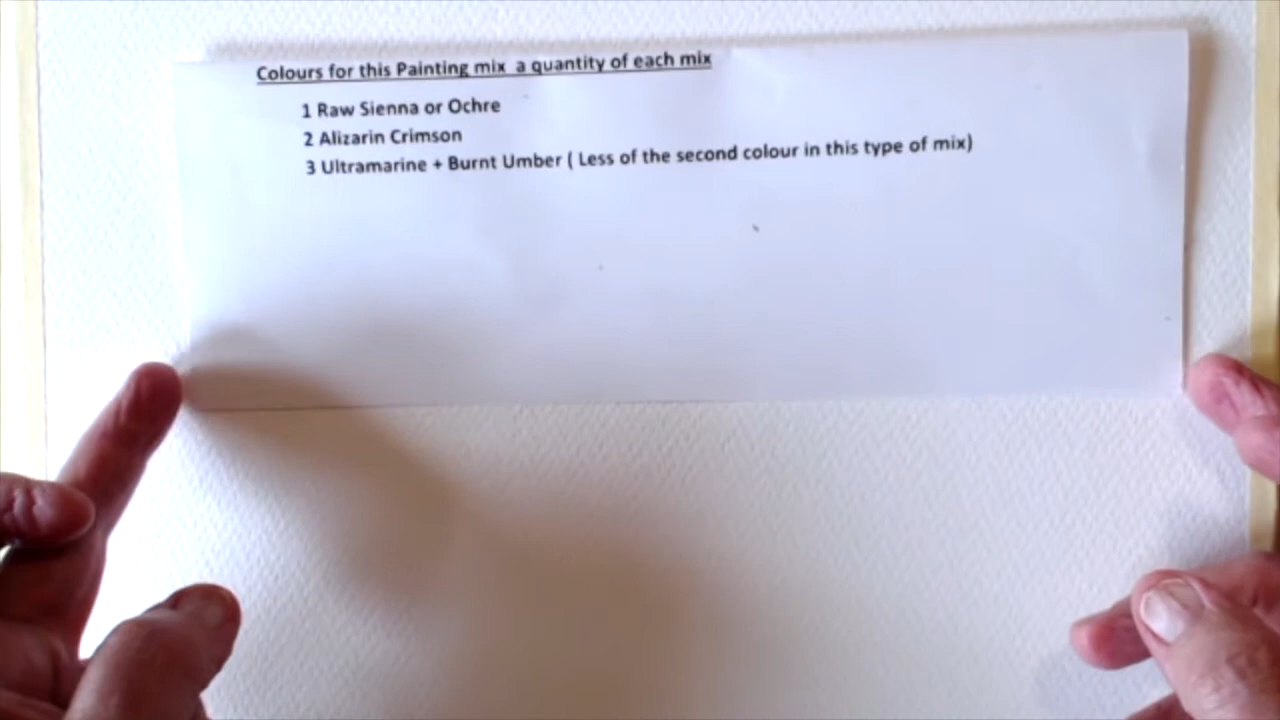 Colours for this Painting mix a quantity of each mix
1 Raw Sienna or Ochre
2 Alizarin Crimson
3 Ultramarine + Burnt Umber ( Less of the second colour in this type of mix)